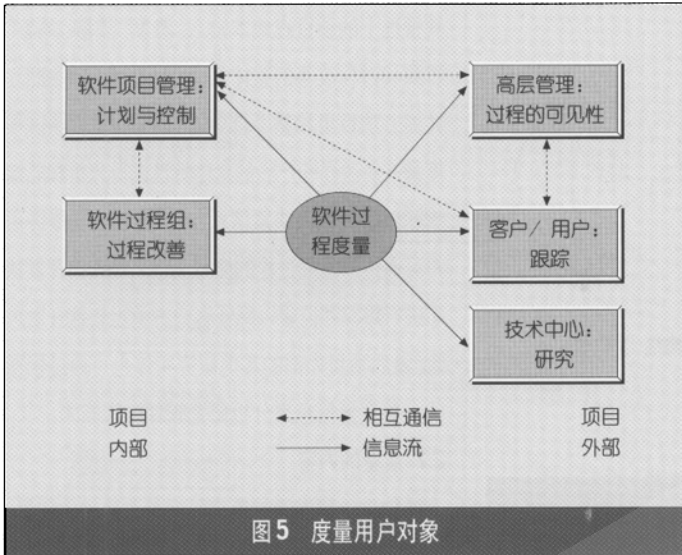 软件项目管理：
计划与控制
高层管理：
过程的可见性
软件过程组：
过程改善
软件过
程度量
客户/ 用户：
跟踪
技术中心：
研究
项目
内部
相互通信
信息流
项目
外部
图5 度量用户对象